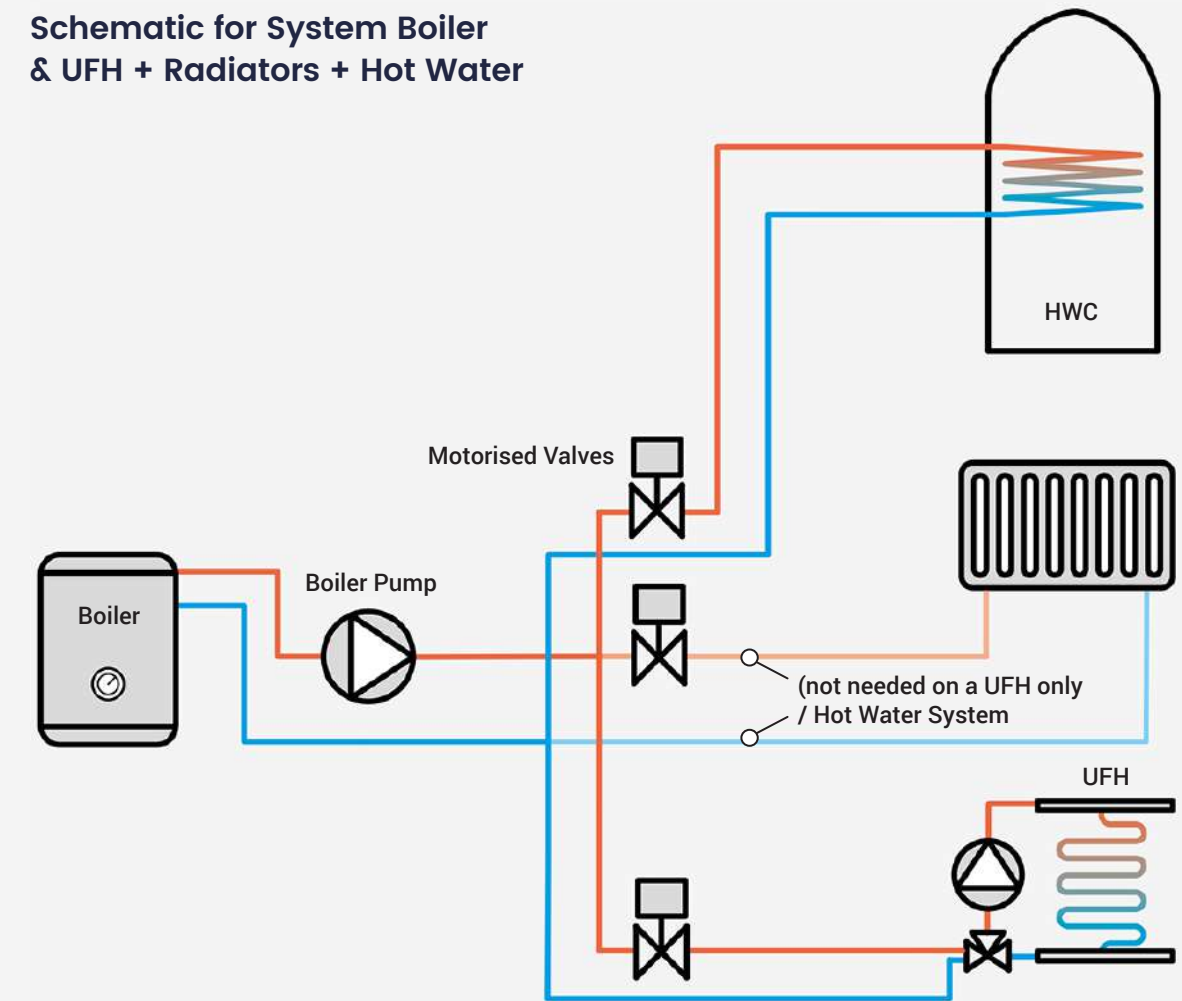 Schematic for System Boiler
& UFH + Radiators + Hot Water
HWC
Motorised Valves
Boiler Pump
Boiler
(not needed on a UFH only
/ Hot Water System
UFH